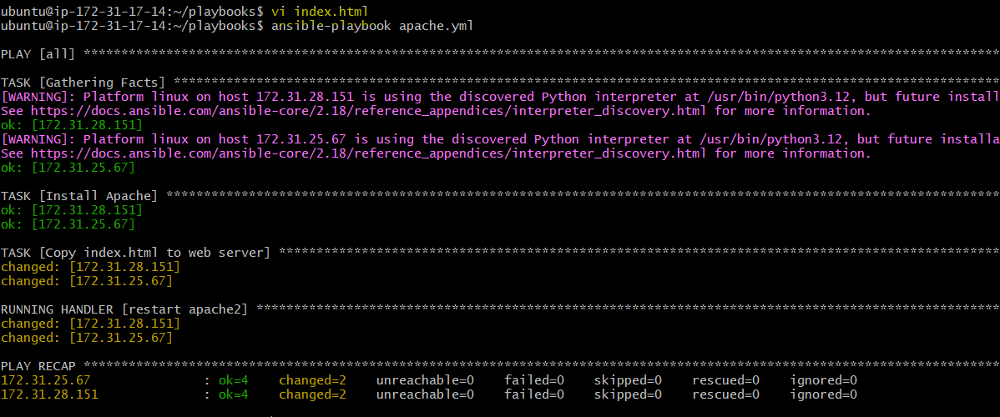 ubuntu@ip-172-31-17-14:~/playbooks$ vi index.html
ubuntu@ip-172-31-17-14:~/playbooks$ ansible-playbook apache.yml
PLAY [all] ****************************************************************************************************************************
TASK [Gathering Facts] ****************************************************************************************************************
[WARNING]: Platform linux on host 172.31.28.151 is using the discovered Python interpreter at /usr/bin/python3.12, but future install
See https://docs.ansible.com/ansible-core/2.18/reference_appendices/interpreter_discovery.html for more information.
ok: [172.31.28.151]
[WARNING]: Platform linux on host 172.31.25.67 is using the discovered Python interpreter at /usr/bin/python3.12, but future installa
See https://docs.ansible.com/ansible-core/2.18/reference_appendices/interpreter_discovery.html for more information.
ok: [172.31.25.67]
TASK [Install Apache] *****************************************************************************************************************
ok: [172.31.28.151]
ok: [172.31.25.67]
TASK [Copy index.html to web server] **************************************************************************************************
changed: [172.31.28.151]
changed: [172.31.25.67]
RUNNING HANDLER [restart apache2] *****************************************************************************************************
changed: [172.31.28.151]
changed: [172.31.25.67]
PLAY RECAP ****************************************************************************************************************************
172.31.25.67               : ok=4    changed=2    unreachable=0    failed=0    skipped=0    rescued=0    ignored=0
172.31.28.151              : ok=4    changed=2    unreachable=0    failed=0    skipped=0    rescued=0    ignored=0